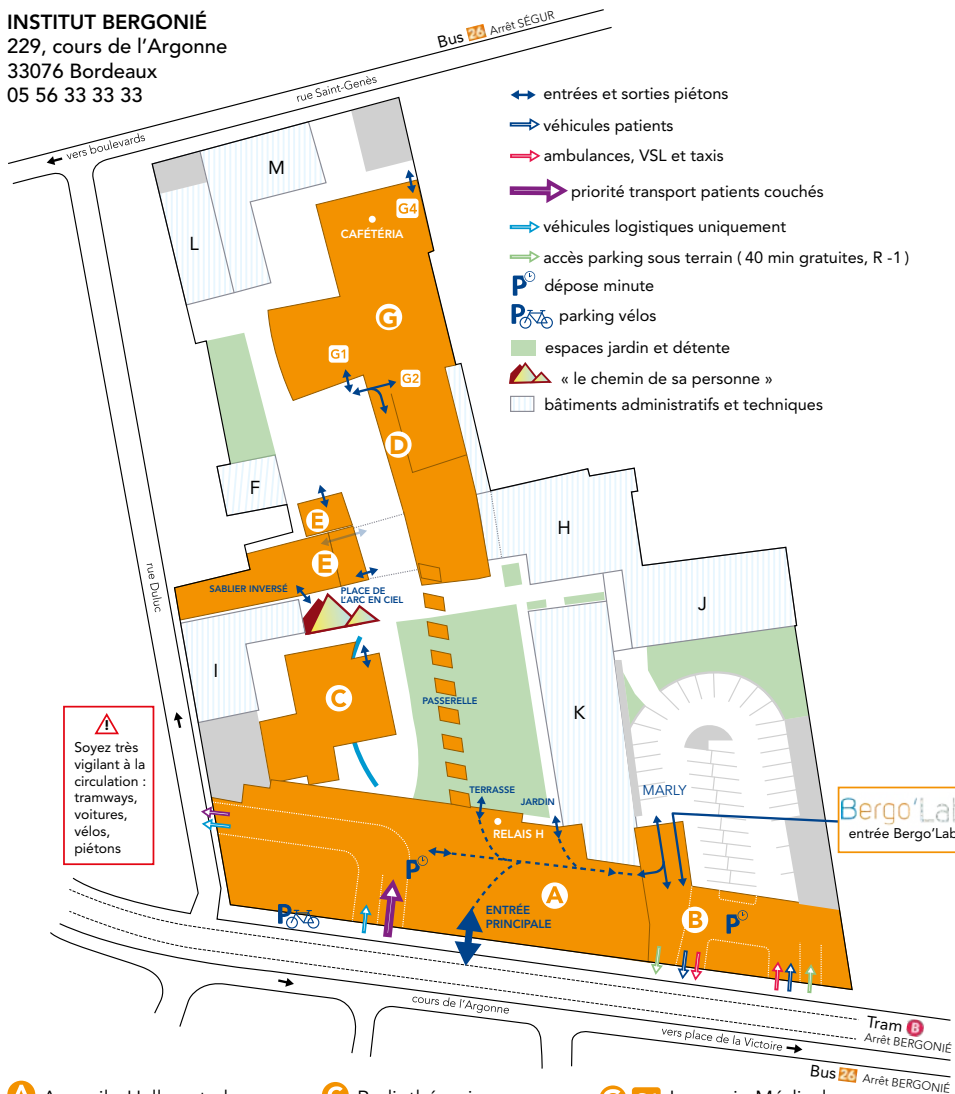 INSTITUT BERGONIÉ
229, cours de l'Argonne
33076 Bordeaux
05 56 33 33 33
Bus 26 Arrêt SÉGUR
rue Saint-Genès
vers boulevards
entrées et sorties piétons
véhicules patients
ambulances, VSL et taxis
priorité transport patients couchés
véhicules logistiques uniquement
accès parking sous terrain ( 40 min gratuites, R -1 )
P dépose minute
P parking vélos
espaces jardin et détente
« le chemin de sa personne »
bâtiments administratifs et techniques
M
L
G4
CAFÉTÉRIA
G
G1
G2
D
F
E
E
H
J
rue Duluc
SABLIER INVERSÉ
PLACE DE
L'ARC EN CIEL
I
C
PASSERELLE
K
Soyez très
vigilant à la
circulation :
tramways,
voitures,
vélos,
piétons
TERRASSE
JARDIN
RELAIS H
MARLY
Bergo'Lab
entrée Bergo'Lab
P
A
B
P
P
ENTRÉE
PRINCIPALE
cours de l'Argonne
vers place de la Victoire
Tram B
Arrêt BERGONIÉ
Bus 26 Arrêt BERGONIÉ